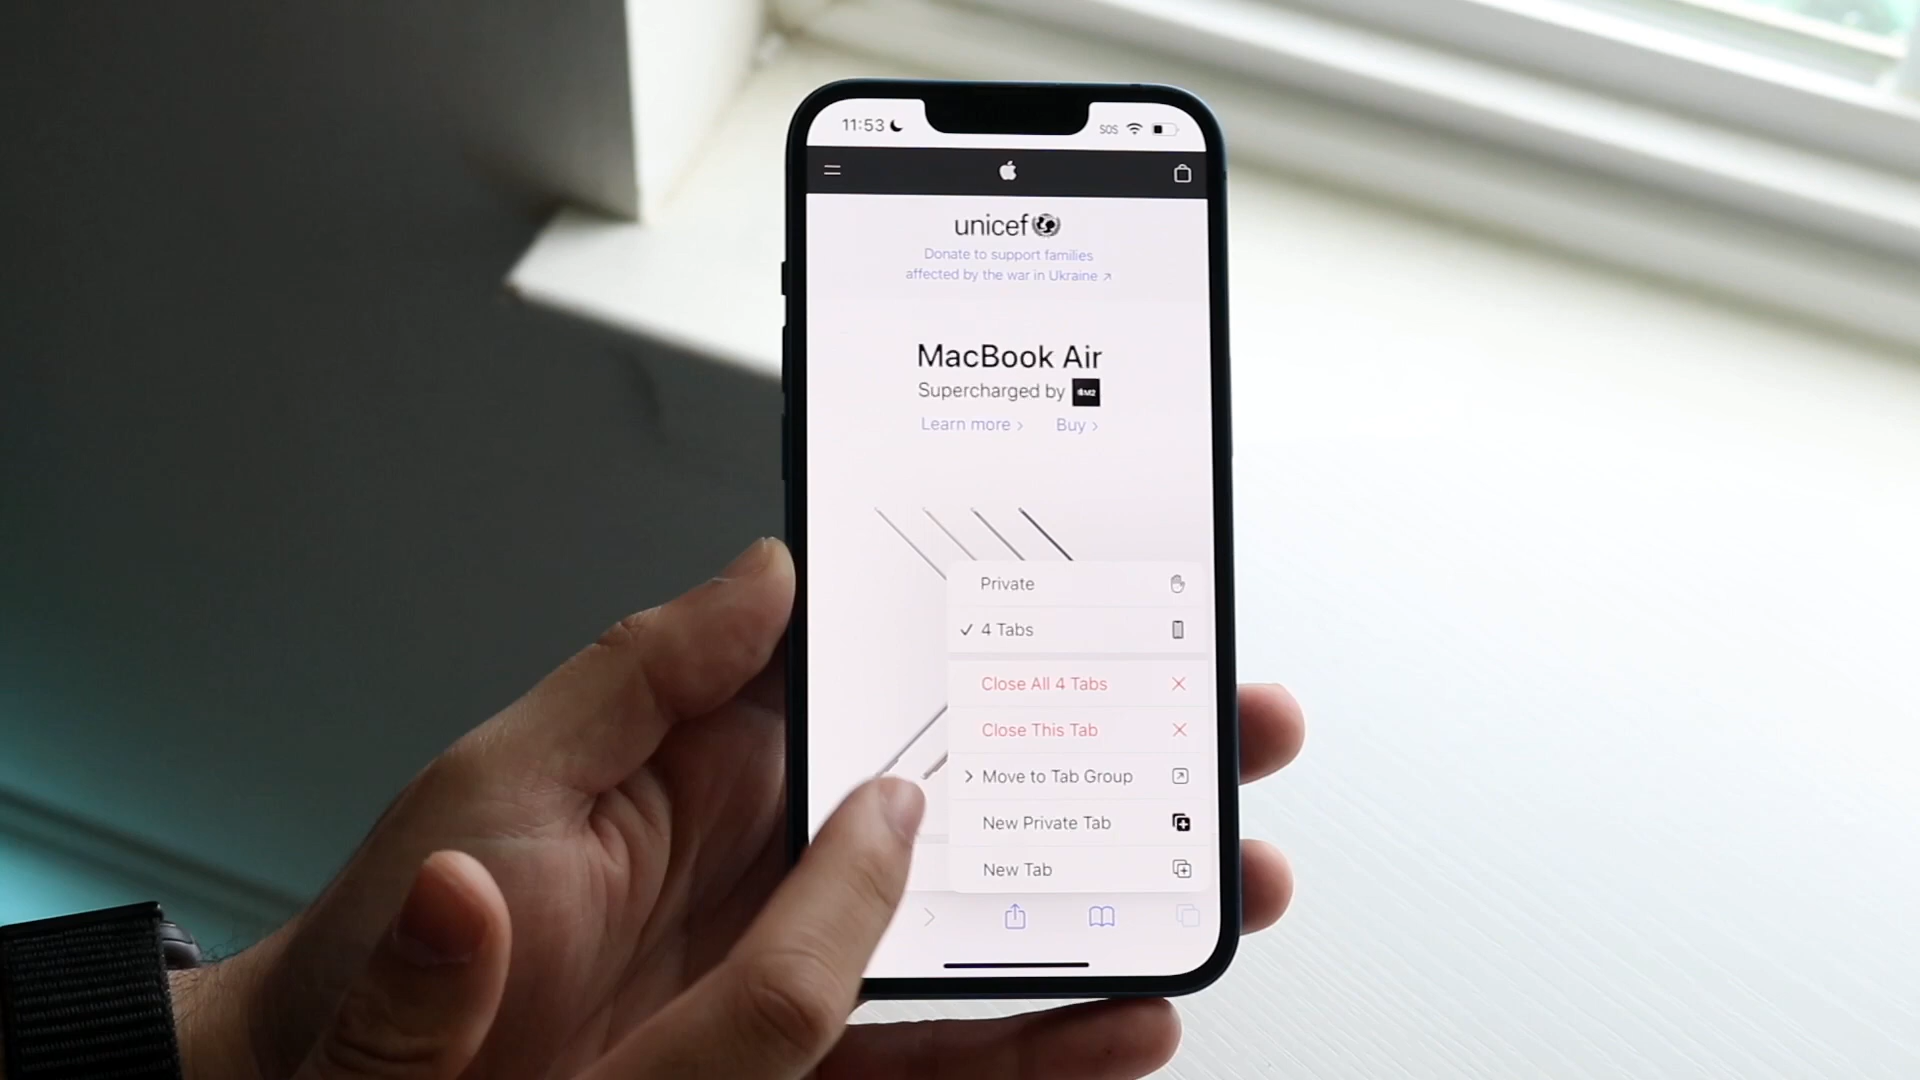 11:53
SOS
unicef
Donate to support families
affected by the war in Ukraine ↗
MacBook Air
Supercharged by M2
Learn more > Buy >
Private
✓ 4 Tabs
Close All 4 Tabs
Close This Tab
> Move to Tab Group
New Private Tab
New Tab